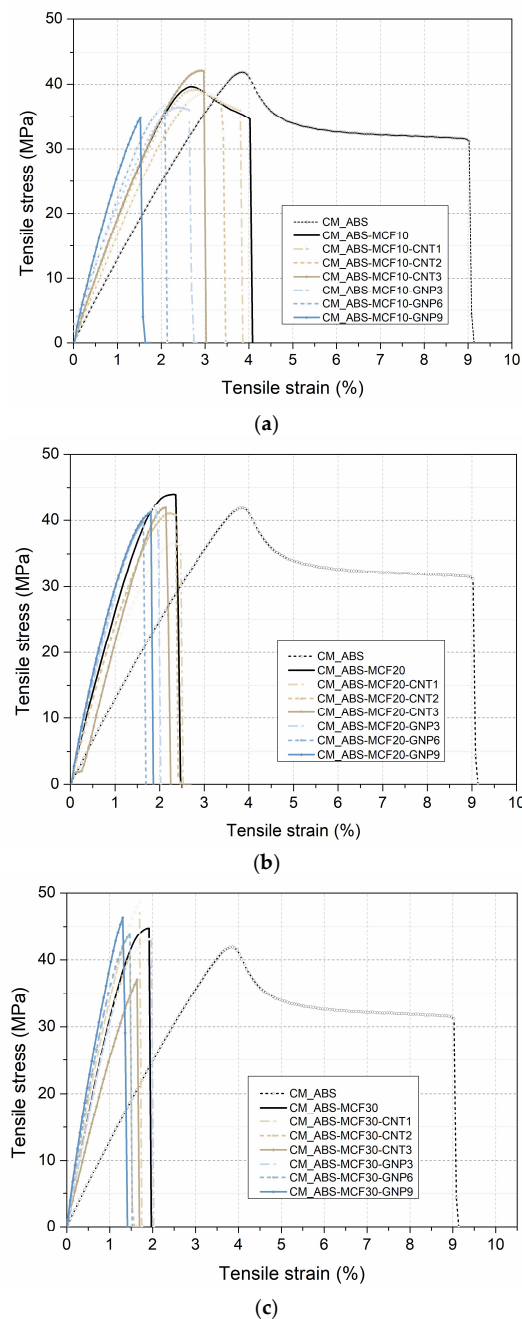 50
40
30
20
10
0
Tensile stress (MPa)
CM_ABS
CM_ABS-MCF10
CM_ABS-MCF10-CNT1
CM_ABS-MCF10-CNT2
CM_ABS-MCF10-CNT3
CM_ABS-MCF10-GNP3
CM_ABS-MCF10-GNP6
CM_ABS-MCF10-GNP9
0 1 2 3 4 5 6 7 8 9 10
Tensile strain (%)
(a)
50
40
30
20
10
0
Tensile stress (MPa)
CM_ABS
CM_ABS-MCF20
CM_ABS-MCF20-CNT1
CM_ABS-MCF20-CNT2
CM_ABS-MCF20-CNT3
CM_ABS-MCF20-GNP3
CM_ABS-MCF20-GNP6
CM_ABS-MCF20-GNP9
0 1 2 3 4 5 6 7 8 9 10
Tensile strain (%)
(b)
50
40
30
20
10
0
Tensile stress (MPa)
CM_ABS
CM_ABS-MCF30
CM_ABS-MCF30-CNT1
CM_ABS-MCF30-CNT2
CM_ABS-MCF30-CNT3
CM_ABS-MCF30-GNP3
CM_ABS-MCF30-GNP6
CM_ABS-MCF30-GNP9
0 1 2 3 4 5 6 7 8 9 10
Tensile strain (%)
(c)